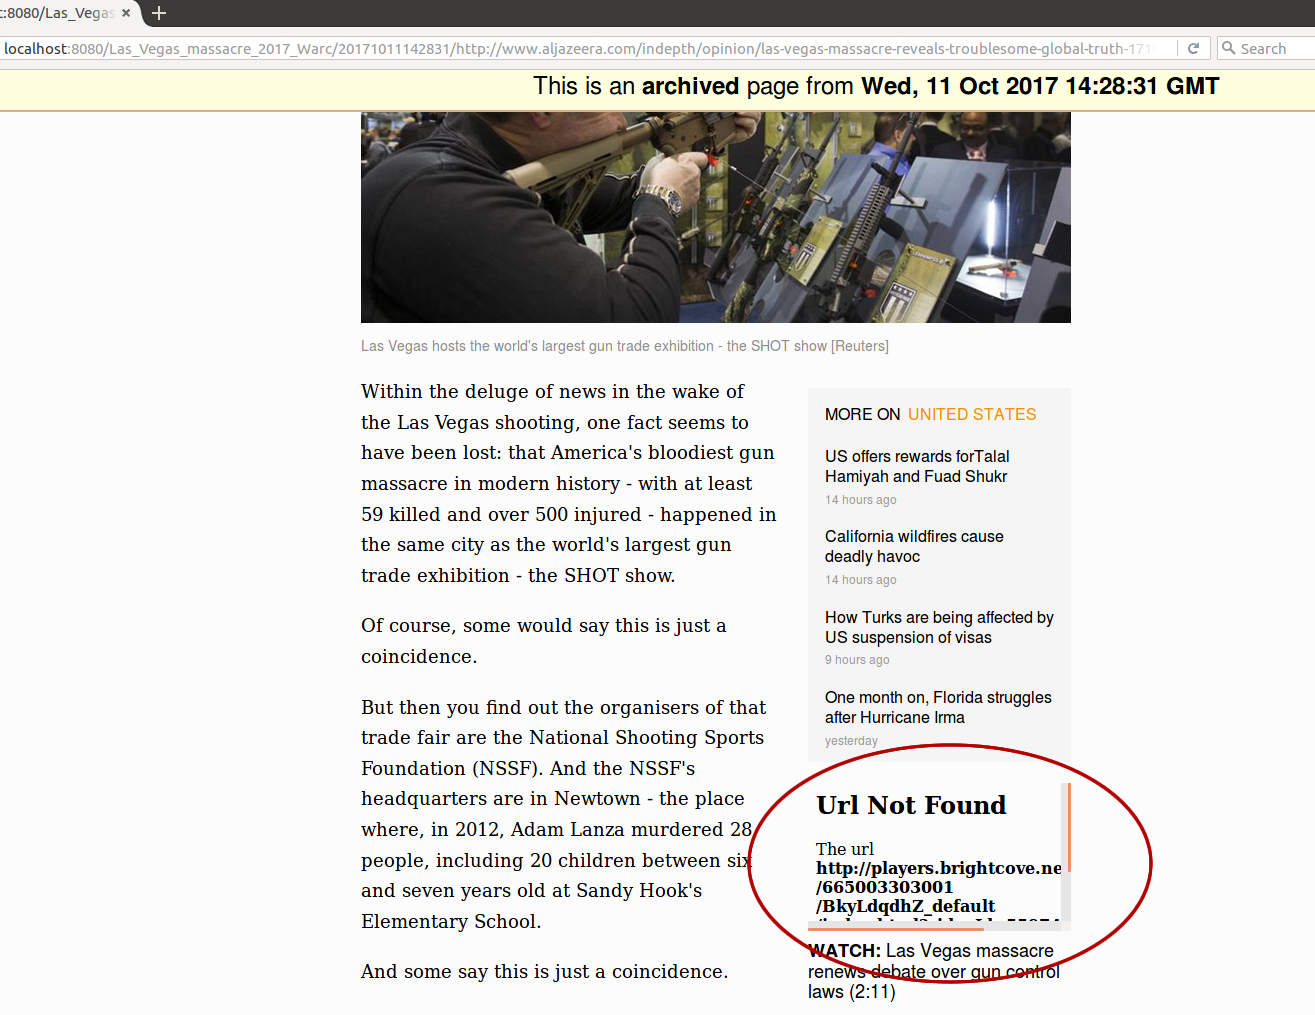 t:8080/Las_Vegas
localhost:8080/Las_Vegas_massacre_2017_Warc/20171011142831/http://www.aljazeera.com/indepth/opinion/las-vegas-massacre-reveals-troublesome-global-truth-171
Search
This is an archived page from Wed, 11 Oct 2017 14:28:31 GMT
Las Vegas hosts the world's largest gun trade exhibition - the SHOT show [Reuters]
Within the deluge of news in the wake of
the Las Vegas shooting, one fact seems to
have been lost: that America's bloodiest gun
massacre in modern history - with at least
59 killed and over 500 injured - happened in
the same city as the world's largest gun
trade exhibition - the SHOT show.
Of course, some would say this is just a
coincidence.
But then you find out the organisers of that
trade fair are the National Shooting Sports
Foundation (NSSF). And the NSSF's
headquarters are in Newtown - the place
where, in 2012, Adam Lanza murdered 28
people, including 20 children between six
and seven years old at Sandy Hook's
Elementary School.
And some say this is just a coincidence.
MORE ON UNITED STATES
US offers rewards forTalal
Hamiyah and Fuad Shukr
14 hours ago
California wildfires cause
deadly havoc
14 hours ago
How Turks are being affected by
US suspension of visas
9 hours ago
One month on, Florida struggles
after Hurricane Irma
yesterday
Url Not Found
The url
http://players.brightcove.ne
/665003303001
/BkyLdqdhZ_default
WATCH: Las Vegas massacre
renews debate over gun control
laws (2:11)